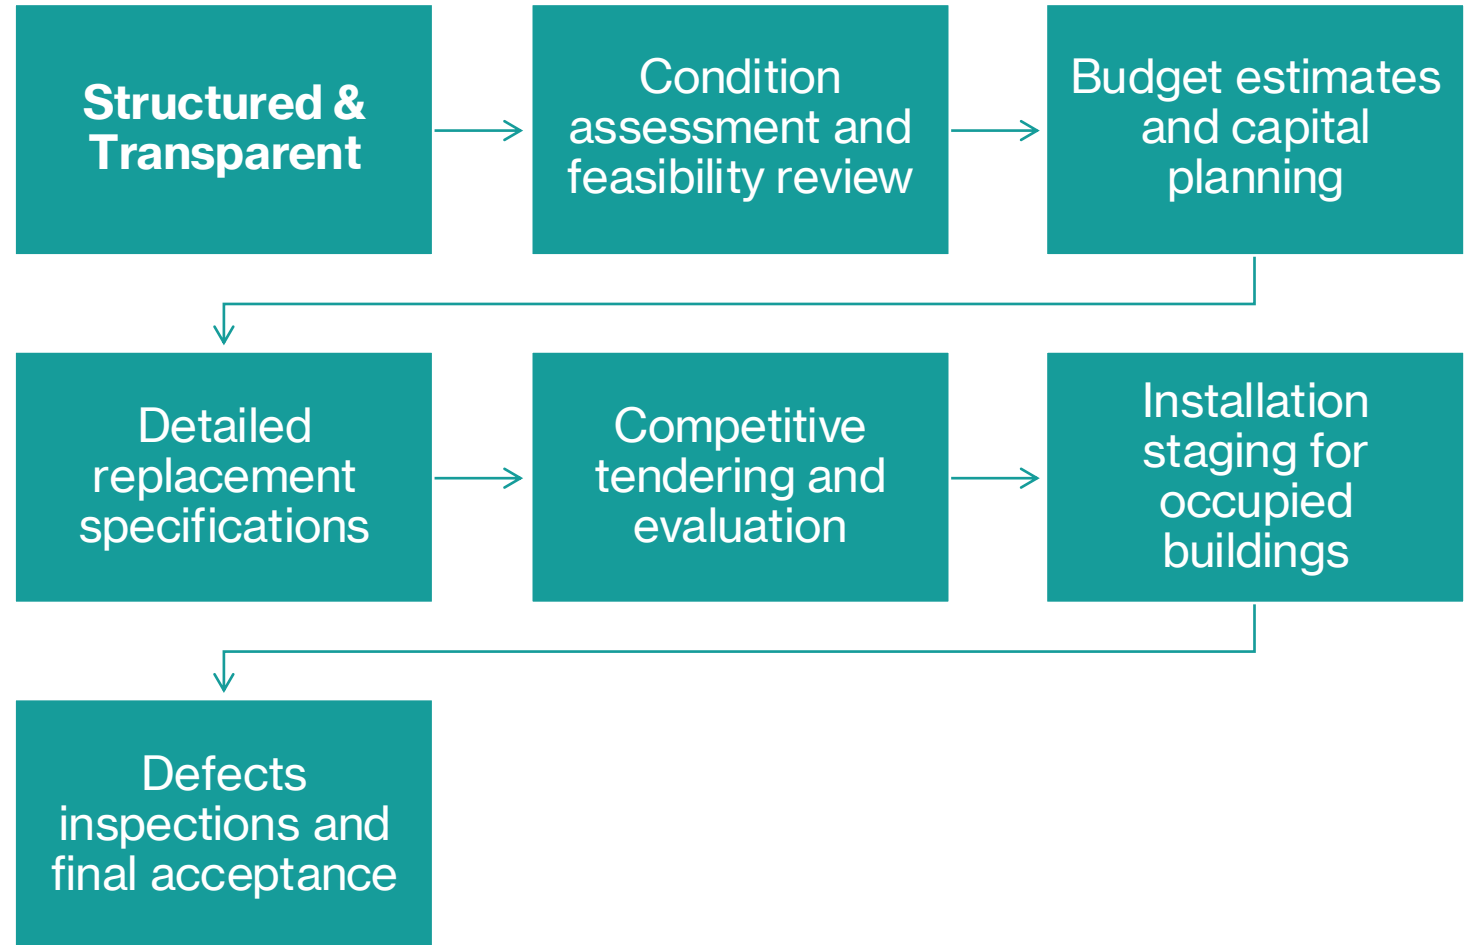 Structured &
Transparent
Condition
assessment and
feasibility review
Budget estimates
and capital
planning
Detailed
replacement
specifications
Competitive
tendering and
evaluation
Installation
staging for
occupied
buildings
Defects
inspections and
final acceptance